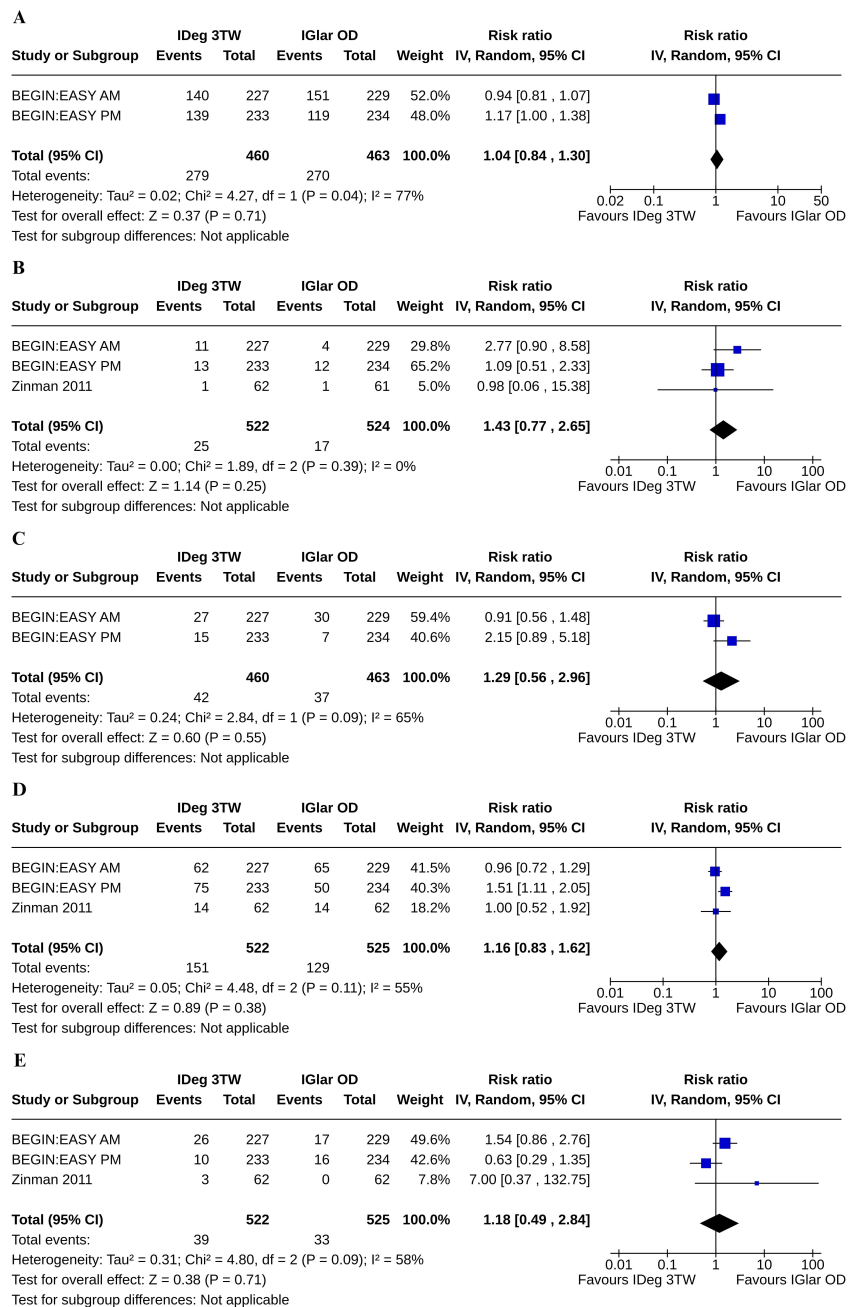 A
IDeg 3TW IGlar OD Risk ratio Risk ratio
Study or Subgroup Events Total Events Total Weight IV, Random, 95% CI IV, Random, 95% CI
BEGIN:EASY AM 140 227 151 229 52.0% 0.94 [0.81 , 1.07]
BEGIN:EASY PM 139 233 119 234 48.0% 1.17 [1.00 , 1.38]
Total (95% CI) 460 463 100.0% 1.04 [0.84 , 1.30]
Total events: 279 270
Heterogeneity: Tau² = 0.02; Chi² = 4.27, df = 1 (P = 0.04); I² = 77%
0.02 0.1 1 10 50
Test for overall effect: Z = 0.37 (P = 0.71)
Favours IDeg 3TW Favours IGlar OD
Test for subgroup differences: Not applicable
B
IDeg 3TW IGlar OD Risk ratio Risk ratio
Study or Subgroup Events Total Events Total Weight IV, Random, 95% CI IV, Random, 95% CI
BEGIN:EASY AM 11 227 4 229 29.8% 2.77 [0.90 , 8.58]
BEGIN:EASY PM 13 233 12 234 65.2% 1.09 [0.51 , 2.33]
Zinman 2011 1 62 1 61 5.0% 0.98 [0.06 , 15.38]
Total (95% CI) 522 524 100.0% 1.43 [0.77 , 2.65]
Total events: 25 17
Heterogeneity: Tau² = 0.00; Chi² = 1.89, df = 2 (P = 0.39); I² = 0%
0.01 0.1 1 10 100
Test for overall effect: Z = 1.14 (P = 0.25)
Favours IDeg 3TW Favours IGlar OD
Test for subgroup differences: Not applicable
C
IDeg 3TW IGlar OD Risk ratio Risk ratio
Study or Subgroup Events Total Events Total Weight IV, Random, 95% CI IV, Random, 95% CI
BEGIN:EASY AM 27 227 30 229 59.4% 0.91 [0.56 , 1.48]
BEGIN:EASY PM 15 233 7 234 40.6% 2.15 [0.89 , 5.18]
Total (95% CI) 460 463 100.0% 1.29 [0.56 , 2.96]
Total events: 42 37
Heterogeneity: Tau² = 0.24; Chi² = 2.84, df = 1 (P = 0.09); I² = 65%
0.01 0.1 1 10 100
Test for overall effect: Z = 0.60 (P = 0.55)
Favours IDeg 3TW Favours IGlar OD
Test for subgroup differences: Not applicable
D
IDeg 3TW IGlar OD Risk ratio Risk ratio
Study or Subgroup Events Total Events Total Weight IV, Random, 95% CI IV, Random, 95% CI
BEGIN:EASY AM 62 227 65 229 41.5% 0.96 [0.72 , 1.29]
BEGIN:EASY PM 75 233 50 234 40.3% 1.51 [1.11 , 2.05]
Zinman 2011 14 62 14 62 18.2% 1.00 [0.52 , 1.92]
Total (95% CI) 522 525 100.0% 1.16 [0.83 , 1.62]
Total events: 151 129
Heterogeneity: Tau² = 0.05; Chi² = 4.48, df = 2 (P = 0.11); I² = 55%
0.01 0.1 1 10 100
Test for overall effect: Z = 0.89 (P = 0.38)
Favours IDeg 3TW Favours IGlar OD
Test for subgroup differences: Not applicable
E
IDeg 3TW IGlar OD Risk ratio Risk ratio
Study or Subgroup Events Total Events Total Weight IV, Random, 95% CI IV, Random, 95% CI
BEGIN:EASY AM 26 227 17 229 49.6% 1.54 [0.86 , 2.76]
BEGIN:EASY PM 10 233 16 234 42.6% 0.63 [0.29 , 1.35]
Zinman 2011 3 62 0 62 7.8% 7.00 [0.37 , 132.75]
Total (95% CI) 522 525 100.0% 1.18 [0.49 , 2.84]
Total events: 39 33
Heterogeneity: Tau² = 0.31; Chi² = 4.80, df = 2 (P = 0.09); I² = 58%
0.01 0.1 1 10 100
Test for overall effect: Z = 0.38 (P = 0.71)
Favours IDeg 3TW Favours IGlar OD
Test for subgroup differences: Not applicable